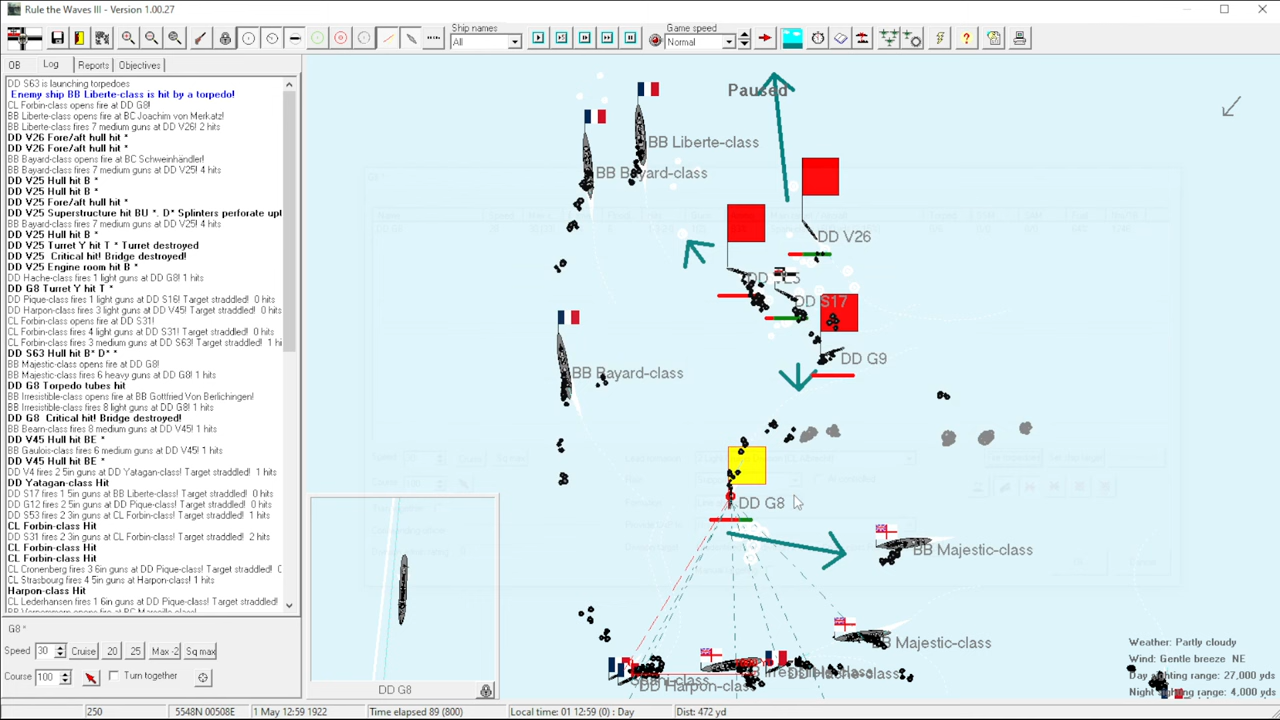 Rule the Waves III - Version 1.00.27
Ship names
All
Game speed
Normal
OB Log Reports Objectives
DD S63 is launching torpedoes
Enemy ship BB Liberte-class is hit by a torpedo!
CL Forbin-class opens fire at DD G8!
BB Liberte-class opens fire at BC Joachim von Merkatz!
BB Liberte-class fires 7 medium guns at DD V26! 2 hits
DD V26 Fore/aft hull hit *
DD V26 Fore/aft hull hit *
BB Bayard-class opens fire at BC Schweinhändler!
BB Bayard-class fires 7 medium guns at DD V26! 4 hits
DD V25 Hull hit B *
DD V25 Hull hit B *
DD V25 Fore/aft hull hit *
DD V25 Superstructure hit BU *, D* Splinters perforate upt
BB Bayard-class fires 7 medium guns at DD V25! 4 hits
DD V25 Hull hit B *
DD V25 Turret Y hit T * Turret destroyed
DD V25 Critical hit! Bridge destroyed!
DD V25 Engine room hit B *
DD Hache-class fires 1 light guns at DD G8! 1 hits
DD G8 Turret Y hit T *
DD Pique-class fires 1 light guns at DD S16! Target straddled! 0 hits
DD Harpon-class fires 3 light guns at DD V45! Target straddled! 1 hits
CL Forbin-class opens fire at DD S31!
CL Forbin-class fires 4 light guns at DD S31! Target straddled! 0 hits
CL Forbin-class fires 2 medium guns at DD S63! Target straddled! 1 hits
DD S63 Hull hit B* D* *
BB Majestic-class opens fire at DD G8!
BB Majestic-class fires 6 heavy guns at DD G8! 1 hits
DD G8 Torpedo tubes hit
BB Irresistible-class opens fire at BB Gottfried Von Berlichingen!
BB Irresistible-class fires 8 light guns at DD G8! 1 hits
DD G8 Critical hit! Bridge destroyed!
BB Bearn-class fires 8 medium guns at DD V45! 1 hits
DD V45 Hull hit BE *
BB Gaulois-class fires 6 medium guns at DD V45! 1 hits
DD V45 Hull hit BE *
DD V4 fires 2 5in guns at DD Yatagan-class! Target straddled! 1 hits
DD Yatagan-class Hit
DD S17 fires 1 5in guns at BB Liberte-class! Target straddled! 0 hits
DD G12 fires 2 5in guns at DD Pique-class! Target straddled! 0 hits
DD S53 fires 2 3in guns at CL Forbin-class! Target straddled! 1 hits
CL Forbin-class Hit
DD S31 fires 2 3in guns at CL Forbin-class! Target straddled! 2 hits
CL Forbin-class Hit
CL Forbin-class Hit
CL Cronenberg fires 3 6in guns at DD Pique-class! Target straddled! 0
CL Strasbourg fires 4 5in guns at Harpon-class! 1 hits
Harpon-class Hit
CL Lederhansen fires 1 6in guns at DD Pique-class! Target straddled! 1
G8 *
Speed 30 Cruise 20 25 Max -2 Sq max
Course 100 Turn together
DD G8
Paused
BB Liberte-class
BB Bayard-class
DD V26
DD S17
DD G9
BB Bayard-class
DD G8
BB Majestic-class
BB Majestic-class
DD Harpon-class
Weather: Partly cloudy
Wind: Gentle breeze NE
Day sighting range: 27,000 yds
Night sighting range: 4,000 yds
250
5548N 00508E
1 May 12:59 1922
Time elapsed 89 (800)
Local time: 01 12:59 (0) : Day
Dist: 472 yd